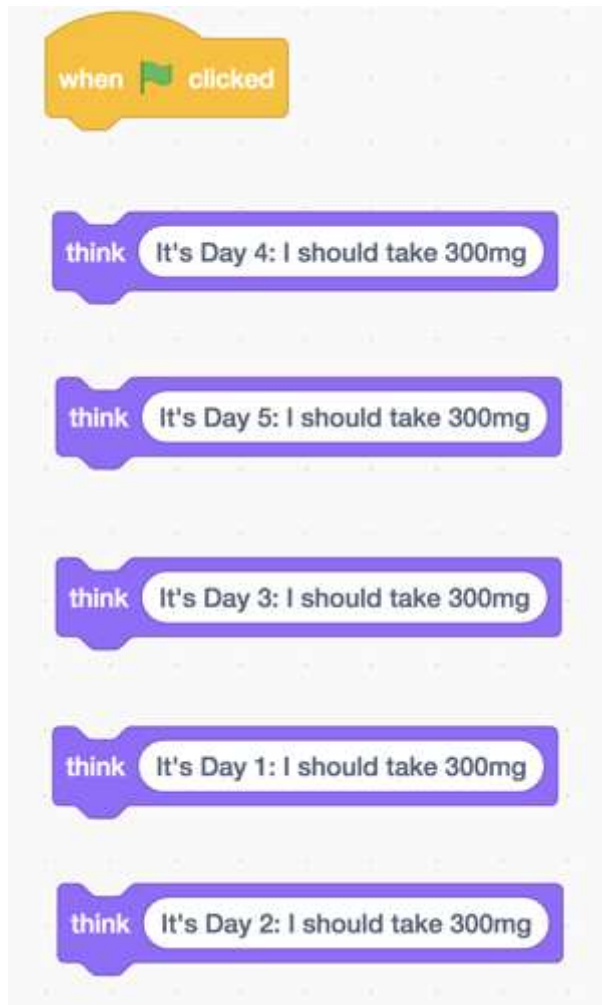 when clicked
think It's Day 4: I should take 300mg
think It's Day 5: I should take 300mg
think It's Day 3: I should take 300mg
think It's Day 1: I should take 300mg
think It's Day 2: I should take 300mg